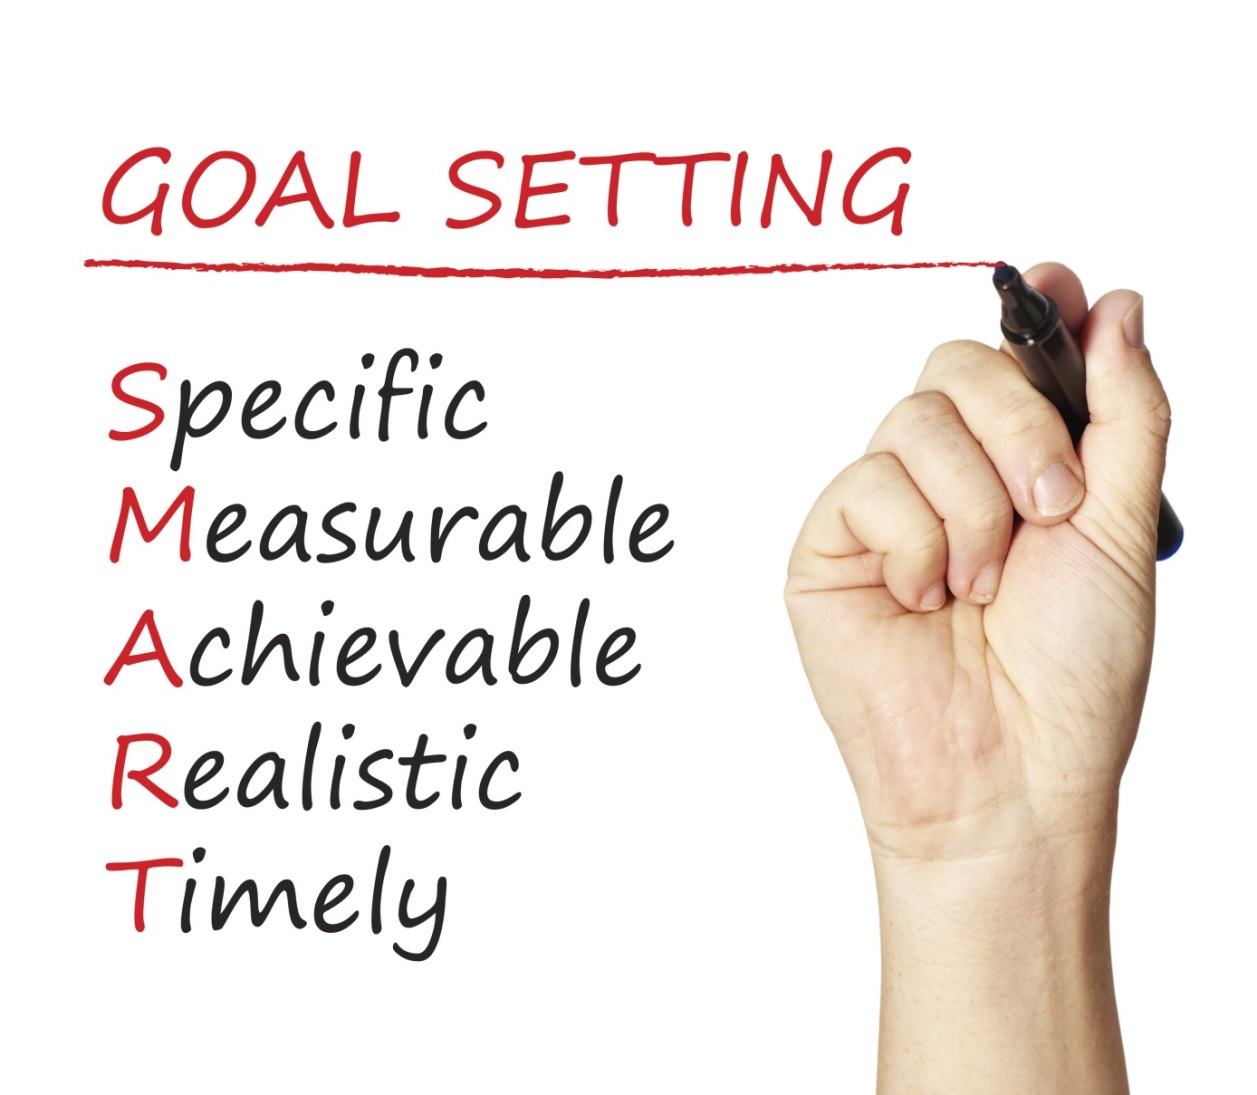 GOAL SETTING
Specific
Measurable
Achievable
Realistic
Timely